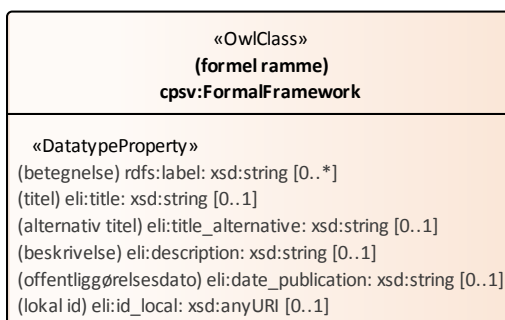 «OwlClass»
(formel ramme)
cpsv:FormalFramework
«DatatypeProperty»
(betegnelse) rdfs:label: xsd:string [0..*]
(titel) eli:title: xsd:string [0..1]
(alternativ titel) eli:title_alternative: xsd:string [0..1]
(beskrivelse) eli:description: xsd:string [0..1]
(offentliggørelsesdato) eli:date_publication: xsd:string [0..1]
(lokal id) eli:id_local: xsd:anyURI [0..1]